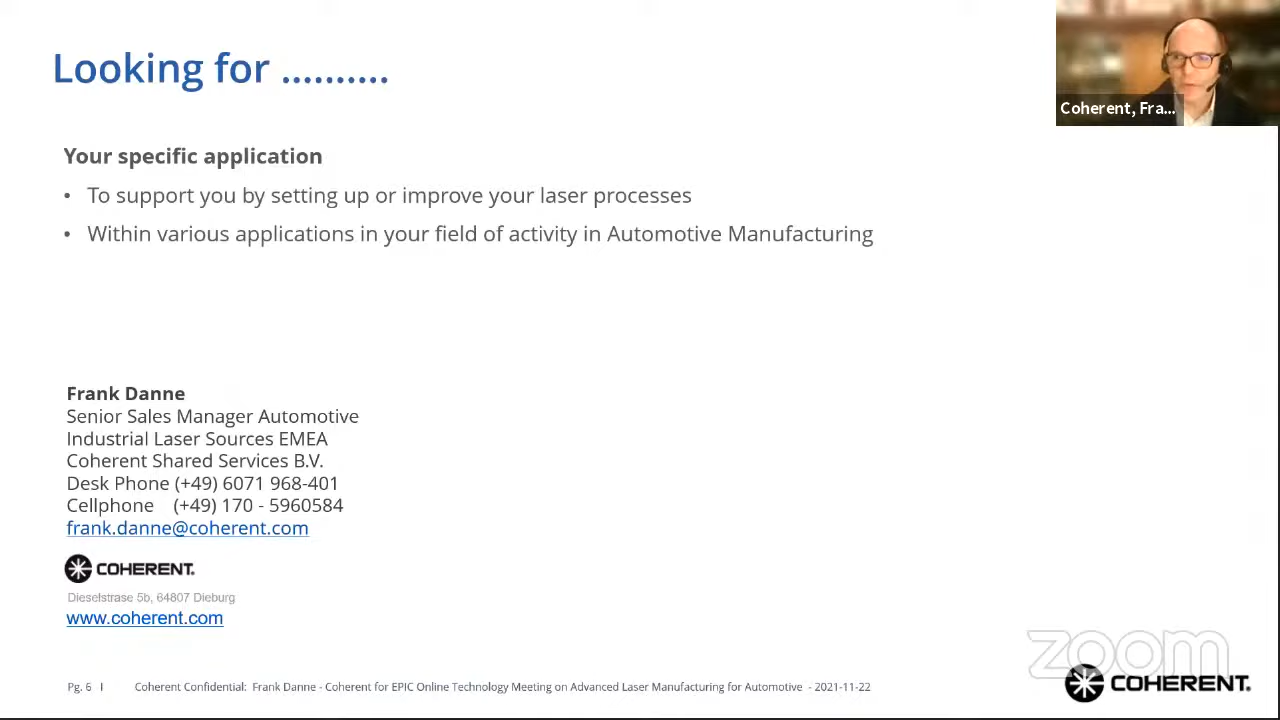 Looking for ..........
Coherent, Fra...
Your specific application
• To support you by setting up or improve your laser processes
• Within various applications in your field of activity in Automotive Manufacturing
Frank Danne
Senior Sales Manager Automotive
Industrial Laser Sources EMEA
Coherent Shared Services B.V.
Desk Phone (+49) 6071 968-401
Cellphone (+49) 170 - 5960584
frank.danne@coherent.com
COHERENT.
Dieselstrase 5b, 64807 Dieburg
www.coherent.com
zoom
Pg. 6 I Coherent Confidential: Frank Danne - Coherent for EPIC Online Technology Meeting on Advanced Laser Manufacturing for Automotive - 2021-11-22
COHERENT.